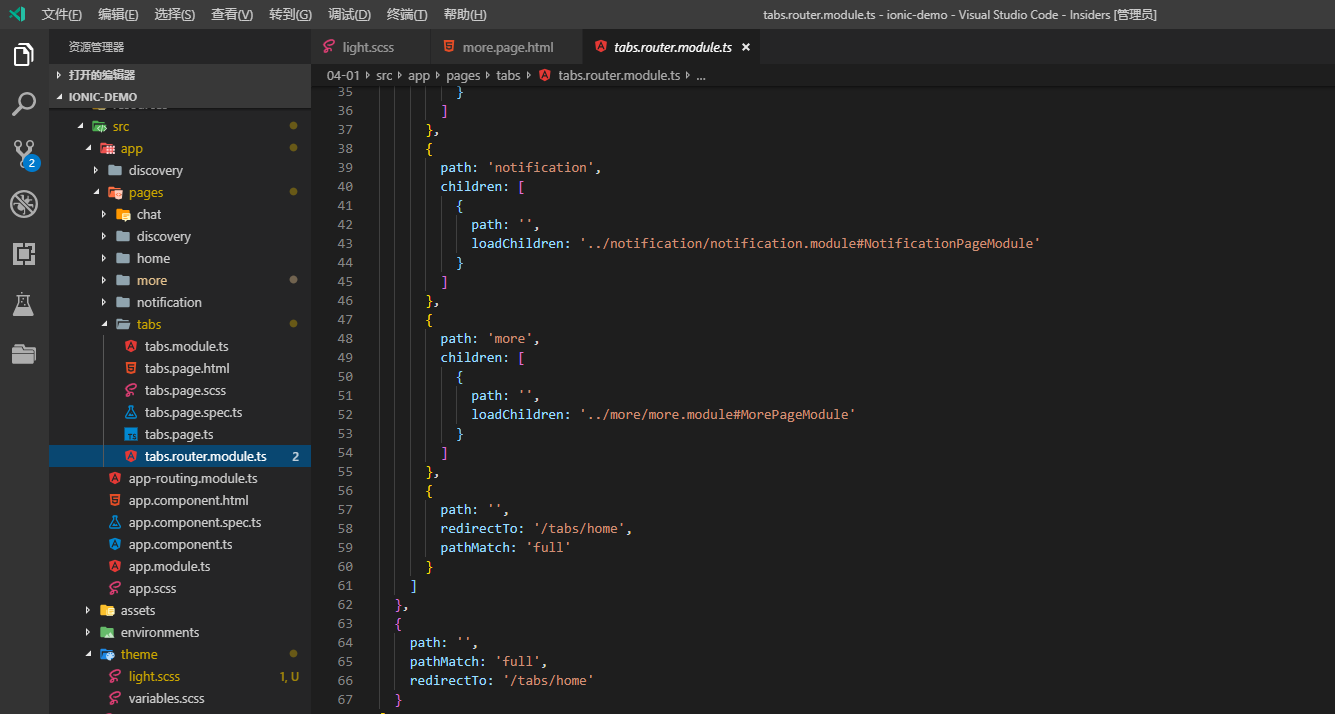 文件(F) 编辑(E) 选择(S) 查看(V) 转到(G) 调试(D) 终端(T) 帮助(H) tabs.router.module.ts - ionic-demo - Visual Studio Code - Insiders [管理员]
资源管理器
打开的编辑器
IONIC-DEMO
src
app
discovery
pages
chat
discovery
home
more
notification
tabs
tabs.module.ts
tabs.page.html
tabs.page.scss
tabs.page.spec.ts
tabs.page.ts
tabs.router.module.ts 2
app-routing.module.ts
app.component.html
app.component.spec.ts
app.component.ts
app.module.ts
app.scss
assets
environments
theme
light.scss 1, U
variables.scss
2
light.scss more.page.html tabs.router.module.ts ×
04-01 src app pages tabs tabs.router.module.ts ...
35 }
36 ]
37 },
38 {
39 path: 'notification',
40 children: [
41 {
42 path: '',
43 loadChildren: '../notification/notification.module#NotificationPageModule'
44 }
45 ]
46 },
47 {
48 path: 'more',
49 children: [
50 {
51 path: '',
52 loadChildren: '../more/more.module#MorePageModule'
53 }
54 ]
55 },
56 {
57 path: '',
58 redirectTo: '/tabs/home',
59 pathMatch: 'full'
60 }
61 ]
62 },
63 {
64 path: '',
65 pathMatch: 'full',
66 redirectTo: '/tabs/home'
67 }